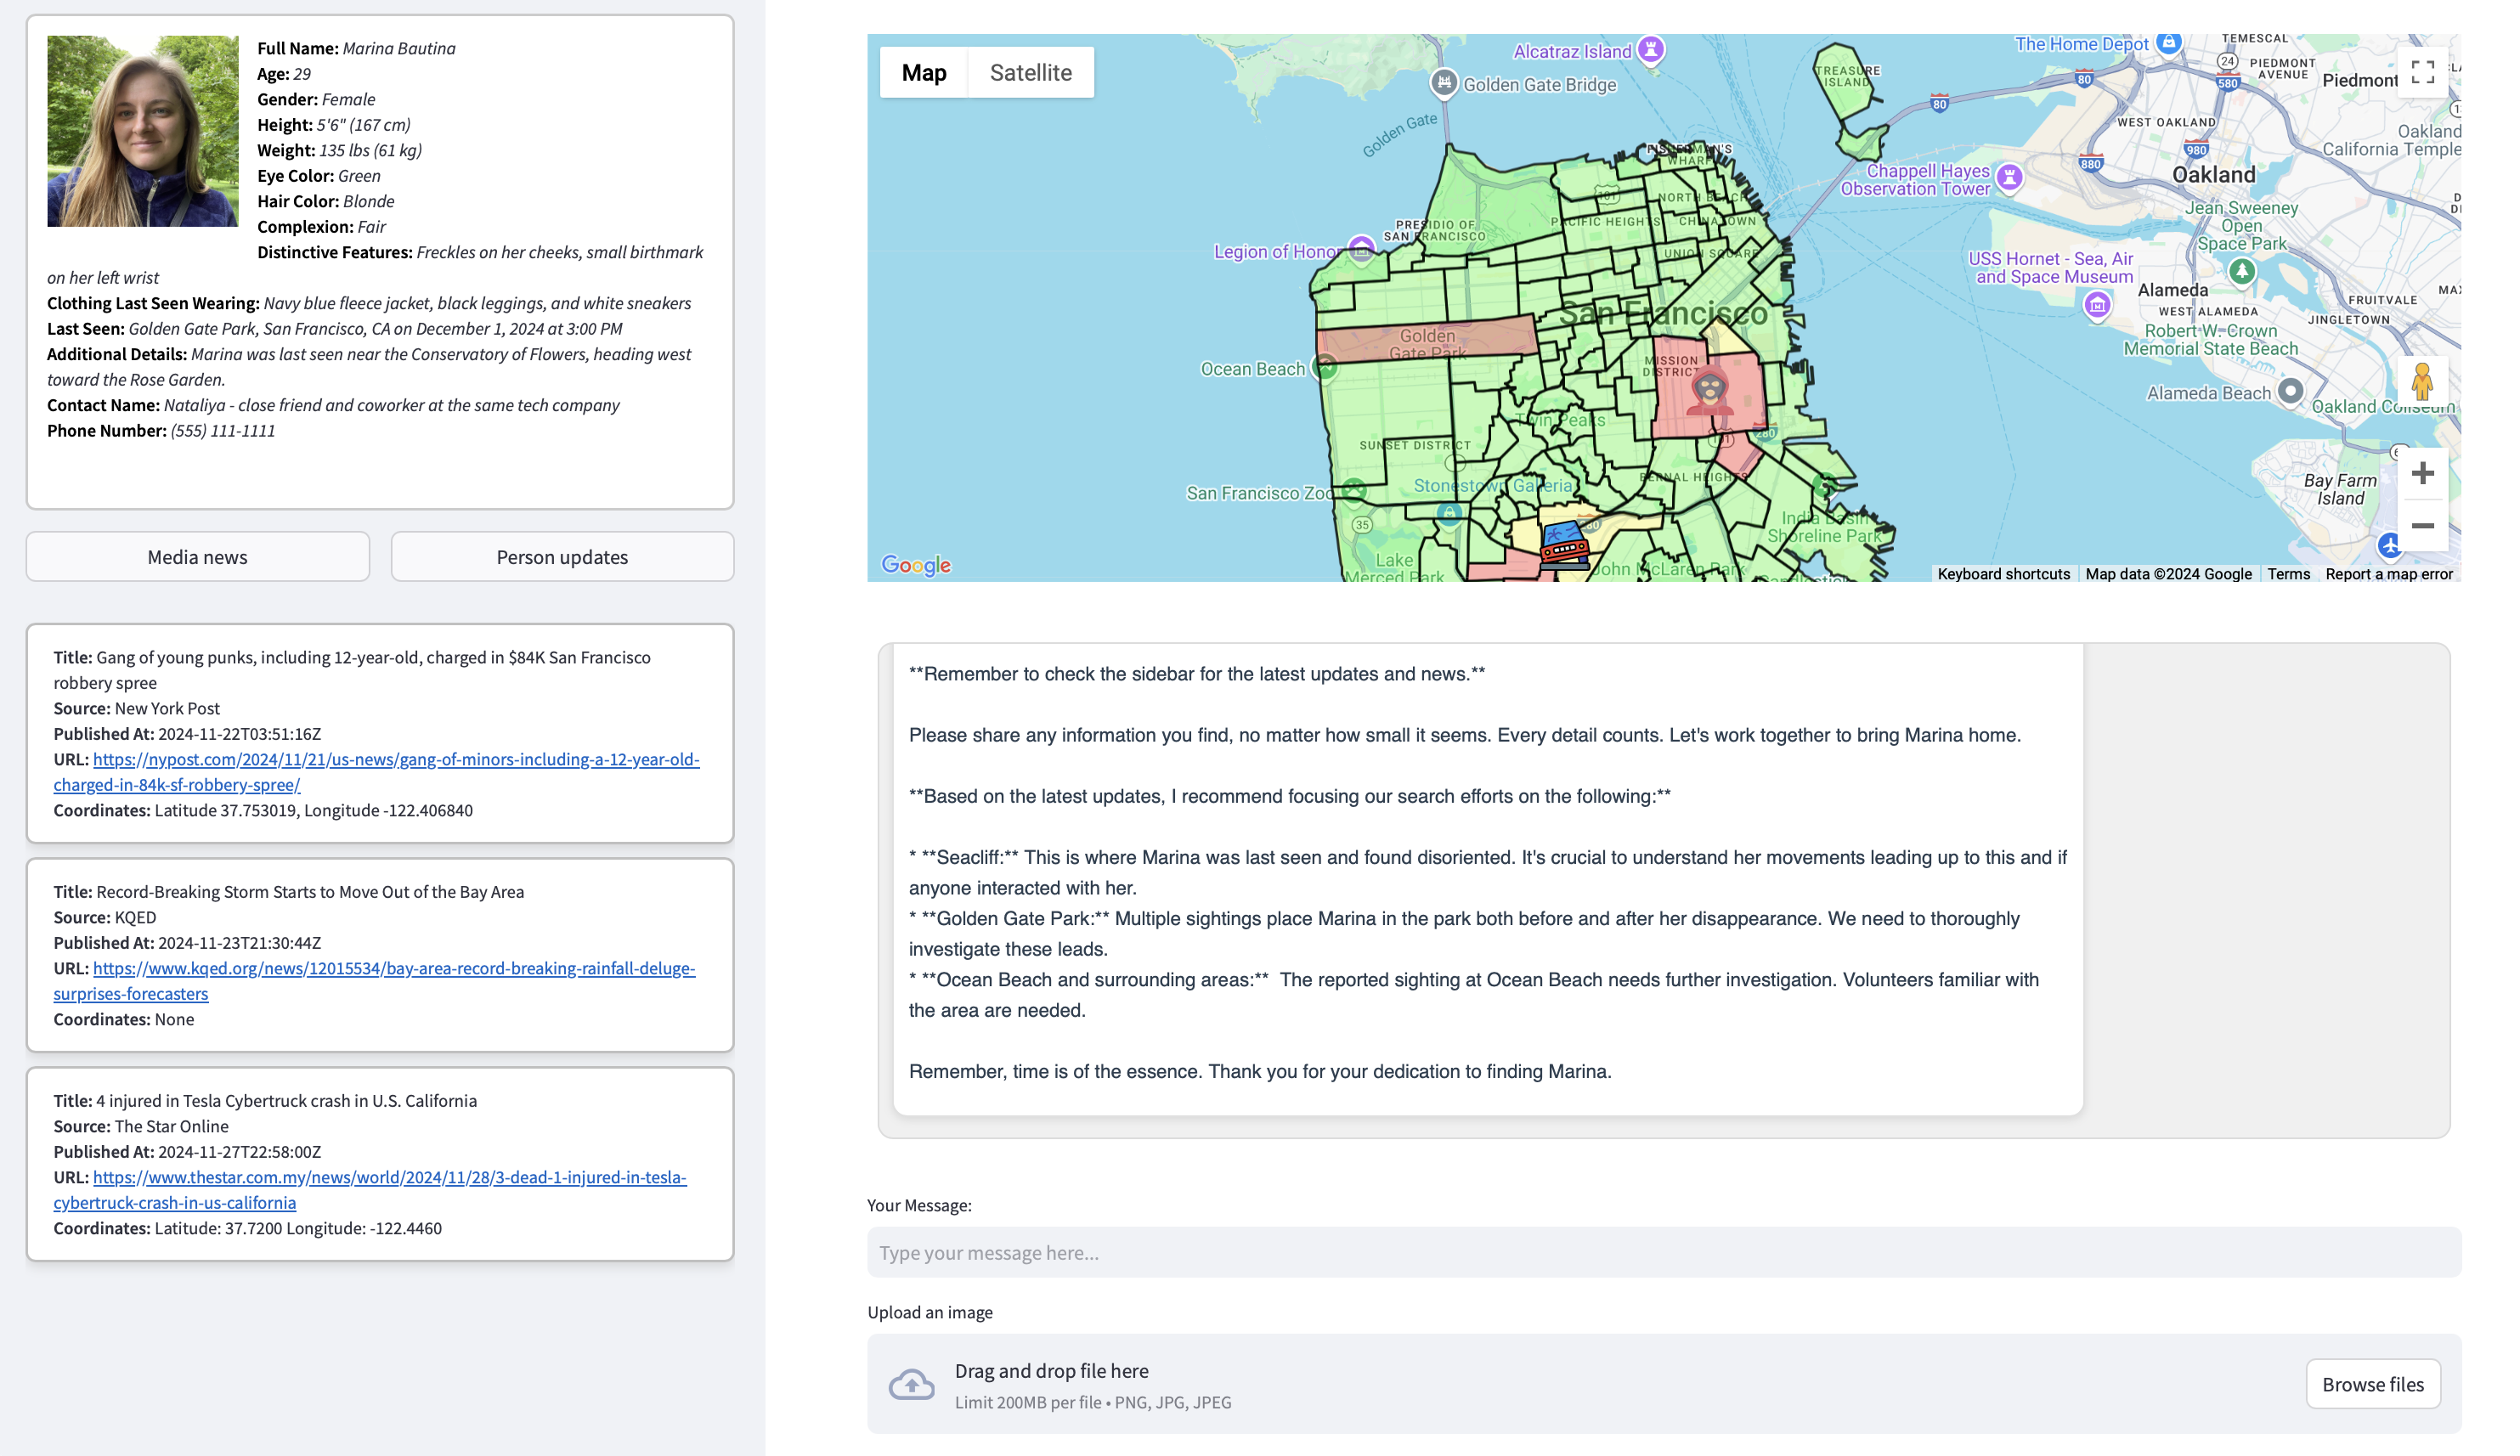 Full Name: Marina Bautina
Age: 29
Gender: Female
Height: 5'6" (167 cm)
Weight: 135 lbs (61 kg)
Eye Color: Green
Hair Color: Blonde
Complexion: Fair
Distinctive Features: Freckles on her cheeks, small birthmark
on her left wrist
Clothing Last Seen Wearing: Navy blue fleece jacket, black leggings, and white sneakers
Last Seen: Golden Gate Park, San Francisco, CA on December 1, 2024 at 3:00 PM
Additional Details: Marina was last seen near the Conservatory of Flowers, heading west
toward the Rose Garden.
Contact Name: Nataliya - close friend and coworker at the same tech company
Phone Number: (555) 111-1111
Media news
Person updates
Title: Gang of young punks, including 12-year-old, charged in $84K San Francisco
robbery spree
Source: New York Post
Published At: 2024-11-22T03:51:16Z
URL: https://nypost.com/2024/11/21/us-news/gang-of-minors-including-a-12-year-old-
charged-in-84k-sf-robbery-spree/
Coordinates: Latitude 37.753019, Longitude -122.406840
Title: Record-Breaking Storm Starts to Move Out of the Bay Area
Source: KQED
Published At: 2024-11-23T21:30:44Z
URL: https://www.kqed.org/news/12015534/bay-area-record-breaking-rainfall-deluge-
surprises-forecasters
Coordinates: None
Title: 4 injured in Tesla Cybertruck crash in U.S. California
Source: The Star Online
Published At: 2024-11-27T22:58:00Z
URL: https://www.thestar.com.my/news/world/2024/11/28/3-dead-1-injured-in-tesla-
cybertruck-crash-in-us-california
Coordinates: Latitude: 37.7200 Longitude: -122.4460
Map
Satellite
Alcatraz Island
Golden Gate Bridge
Golden Gate
The Home Depot
TEMESCAL
24
PIEDMONT
AVENUE
Piedmont
80
580
TREASURE
ISLAND
80
WEST OAKLAND
Oakland
California Temple
880
980
Oakland
Chappell Hayes
Observation Tower
FISHERMAN'S
WHARF
101
NORTH BEACH
PACIFIC HEIGHTS
CHINATOWN
PRESIDIO OF
SAN FRANCISCO
Legion of Honor
UNION SQUARE
Jean Sweeney
Open
Space Park
USS Hornet - Sea, Air
and Space Museum
Alameda
FRUITVALE
WEST ALAMEDA
JINGLETOWN
Robert W. Crown
Memorial State Beach
San Francisco
Golden
Gate Park
MISSION
DISTRICT
Ocean Beach
Alameda Beach
Oakland Coliseum
Twin Peaks
101
280
SUNSET DISTRICT
BERNAL HEIGHTS
San Francisco Zoo
Stonestown Galleria
Bay Farm
Island
35
India Basin
Shoreline Park
Lake
Merced Park
John McLaren Park
Google
Keyboard shortcuts
Map data ©2024 Google
Terms
Report a map error
**Remember to check the sidebar for the latest updates and news.**
Please share any information you find, no matter how small it seems. Every detail counts. Let's work together to bring Marina home.
**Based on the latest updates, I recommend focusing our search efforts on the following:**
* **Seacliff:** This is where Marina was last seen and found disoriented. It's crucial to understand her movements leading up to this and if
anyone interacted with her.
* **Golden Gate Park:** Multiple sightings place Marina in the park both before and after her disappearance. We need to thoroughly
investigate these leads.
* **Ocean Beach and surrounding areas:** The reported sighting at Ocean Beach needs further investigation. Volunteers familiar with
the area are needed.
Remember, time is of the essence. Thank you for your dedication to finding Marina.
Your Message:
Type your message here...
Upload an image
Drag and drop file here
Limit 200MB per file • PNG, JPG, JPEG
Browse files